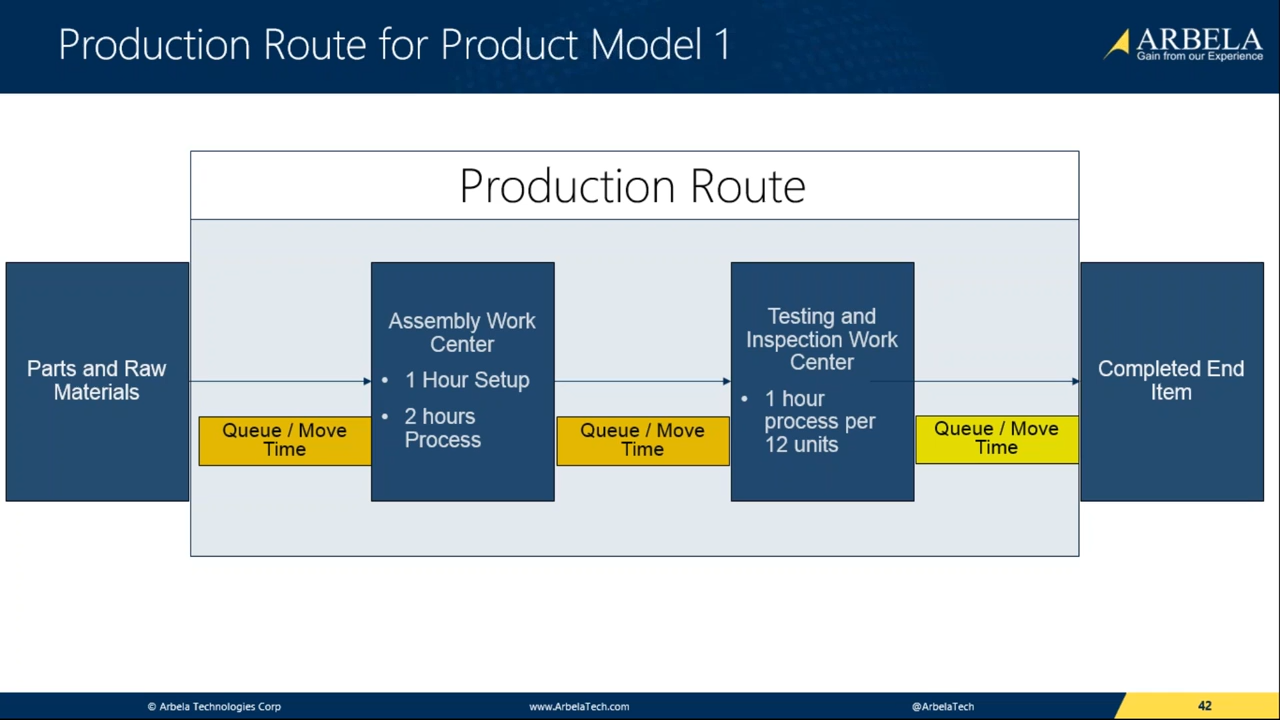 Production Route for Product Model 1
ARBELA
Gain from our Experience
Production Route
Parts and Raw
Materials
Queue / Move
Time
Assembly Work
Center
• 1 Hour Setup
• 2 hours
Process
Queue / Move
Time
Testing and
Inspection Work
Center
• 1 hour
process per
12 units
Queue / Move
Time
Completed End
Item
© Arbela Technologies Corp
www.ArbelaTech.com
@ArbelaTech
42